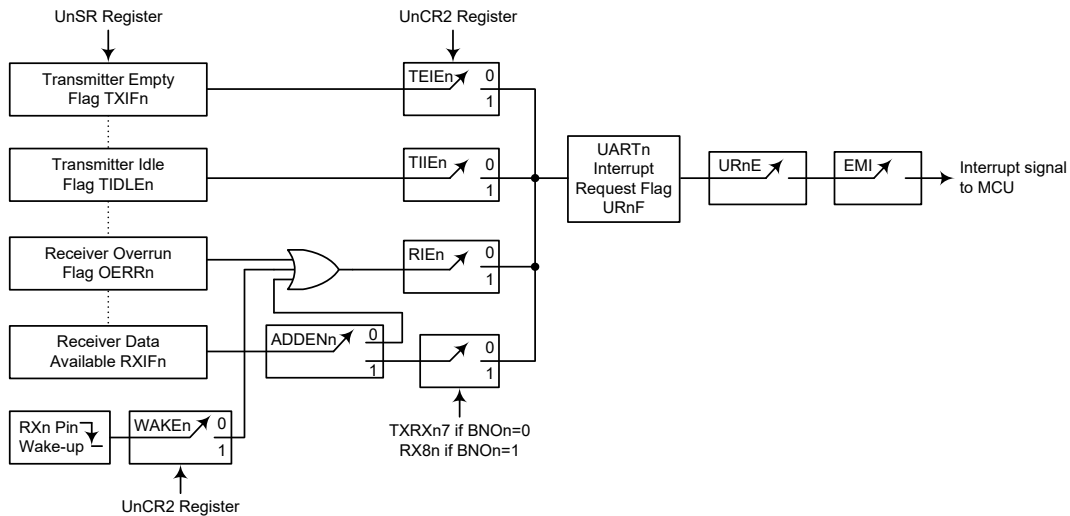 UnSR Register
UnCR2 Register
Transmitter Empty
Flag TXIFn
TEIEn
0
1
Transmitter Idle
Flag TIDLEn
TIIEn
0
1
UARTn
Interrupt
Request Flag
URnF
URnE
EMI
Interrupt signal
to MCU
Receiver Overrun
Flag OERRn
RIEn
0
1
Receiver Data
Available RXIFn
ADDENn
0
1
0
1
RXn Pin
Wake-up
WAKEn
0
1
TXRXn7 if BNOn=0
RX8n if BNOn=1
UnCR2 Register